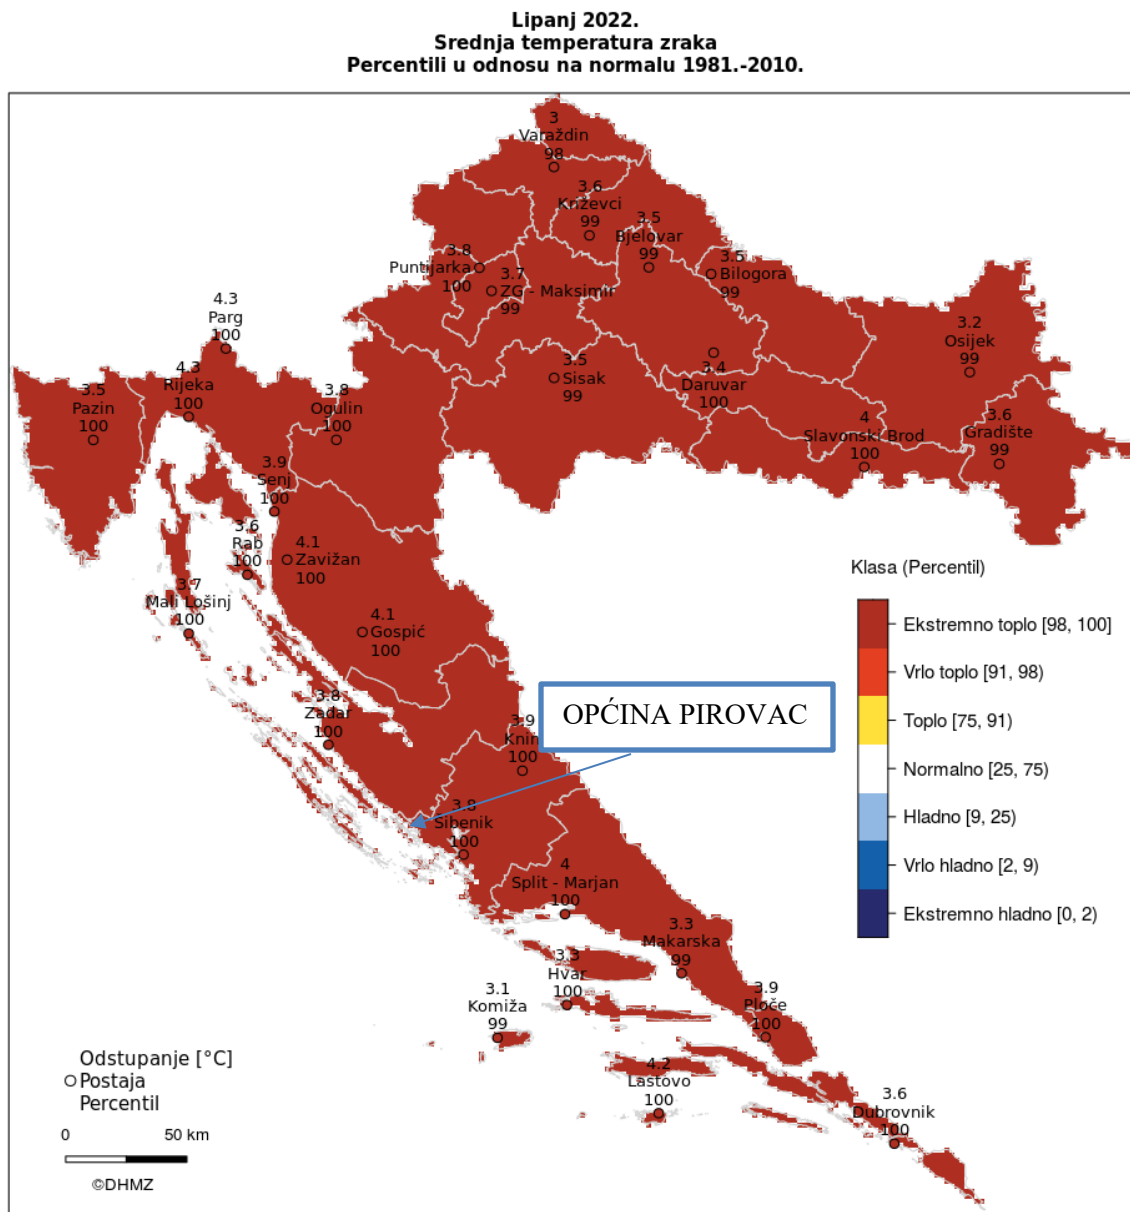 Lipanj 2022.
Srednja temperatura zraka
Percentili u odnosu na normalu 1981.-2010.
3
Varaždin
98
3.6
Križevci
99
3.5
Bjelovar
99
3.8
Puntijarka
100
3.7
ZG - Maksimir
99
3.5
Bilogora
99
4.3
Parg
100
3.2
Osijek
99
4.3
Rijeka
100
3.5
Pazin
100
3.8
Ogulin
100
3.5
Sisak
99
3.4
Daruvar
100
4
Slavonski Brod
100
3.6
Gradište
99
3.9
Senj
100
3.6
Rab
100
4.1
Zavižan
100
3.7
Mali Lošinj
100
4.1
Gospić
100
Klasa (Percentil)
Ekstremno toplo [98, 100]
Vrlo toplo [91, 98)
Toplo [75, 91)
Normalno [25, 75)
Hladno [9, 25)
Vrlo hladno [2, 9)
Ekstremno hladno [0, 2)
3.8
Zadar
100
OPĆINA PIROVAC
3.9
Knin
100
3.8
Šibenik
100
4
Split - Marjan
100
3.3
Makarska
99
3.3
Hvar
100
3.1
Komiža
99
3.9
Ploče
100
4.2
Lastovo
100
3.6
Dubrovnik
100
Odstupanje [°C]
Postaja
Percentil
0 50 km
©DHMZ